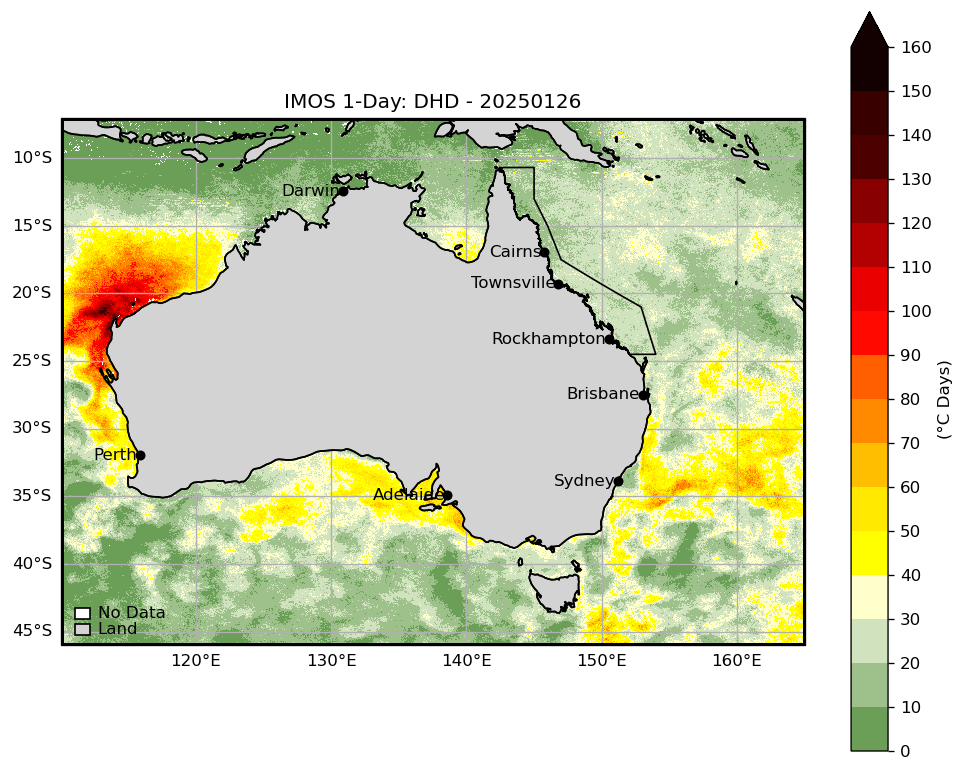 IMOS 1-Day: DHD - 20250126
10°S
15°S
20°S
25°S
30°S
35°S
40°S
45°S
Darwin
Cairns
Townsville
Rockhampton
Brisbane
Perth
Adelaide
Sydney
No Data
Land
120°E
130°E
140°E
150°E
160°E
160
150
140
130
120
110
100
90
80
70
60
50
40
30
20
10
0
(°C Days)